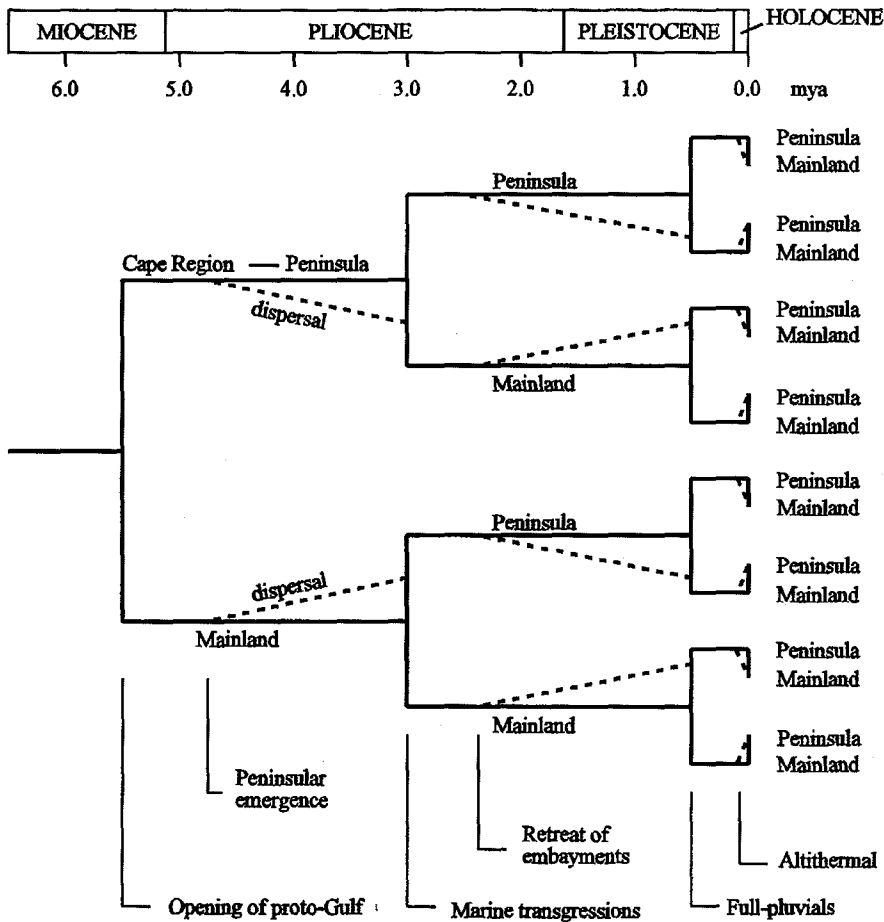 HOLOCENE
MIOCENE PLIOCENE PLEISTOCENE
6.0 5.0 4.0 3.0 2.0 1.0 0.0 mya
Peninsula
Mainland
Peninsula
Peninsula
Mainland
Cape Region — Peninsula
dispersal
Peninsula
Mainland
Mainland
Peninsula
Mainland
Peninsula
Mainland
Peninsula
Peninsula
Mainland
dispersal
Mainland
Peninsula
Mainland
Mainland
Peninsula
Mainland
Peninsular
emergence
Retreat of
embayments
Altithermal
Opening of proto-Gulf
Marine transgressions
Full-pluvials